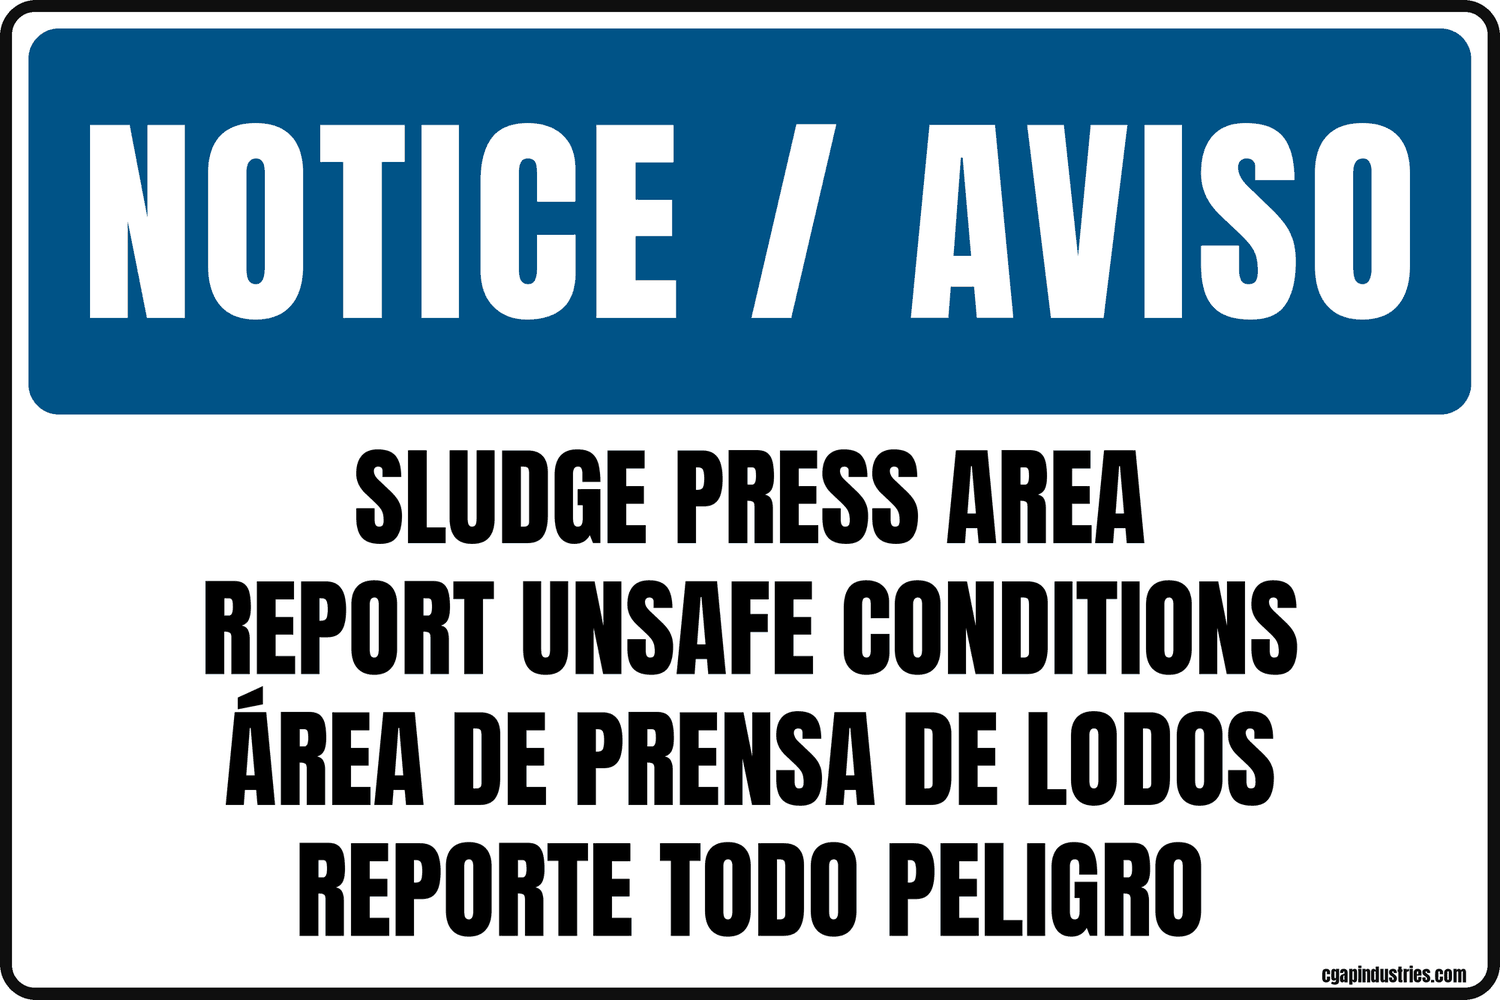 NOTICE / AVISO
SLUDGE PRESS AREA
REPORT UNSAFE CONDITIONS
ÁREA DE PRENSA DE LODOS
REPORTE TODO PELIGRO
cgapindustries.com